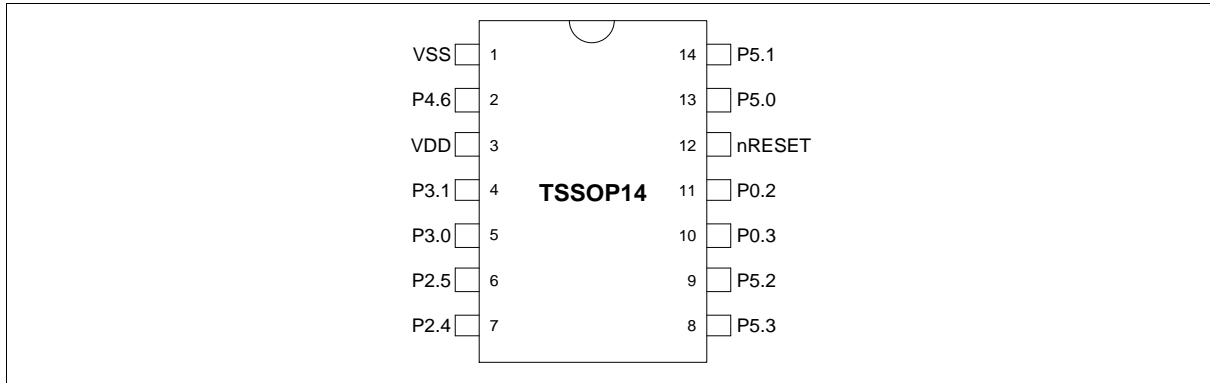 VSS 1 14 P5.1
P4.6 2 13 P5.0
VDD 3 12 nRESET
P3.1 4 TSSOP14 11 P0.2
P3.0 5 10 P0.3
P2.5 6 9 P5.2
P2.4 7 8 P5.3